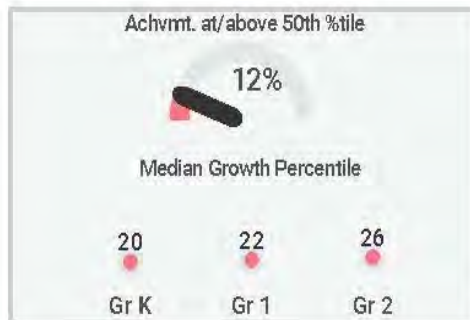 Achvmt. at/above 50th %tile
12%
Median Growth Percentile
20 22 26
Gr K Gr 1 Gr 2